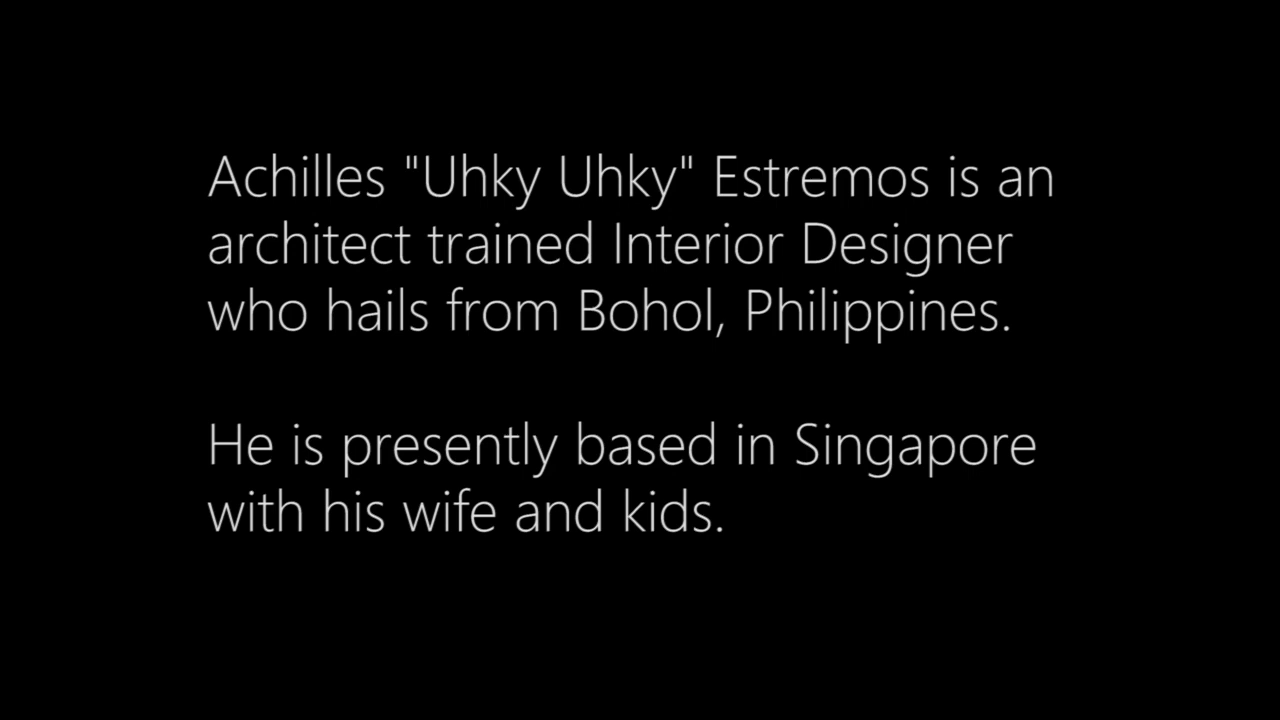 Achilles "Uhky Uhky" Estremos is an
architect trained Interior Designer
who hails from Bohol, Philippines.
He is presently based in Singapore
with his wife and kids.